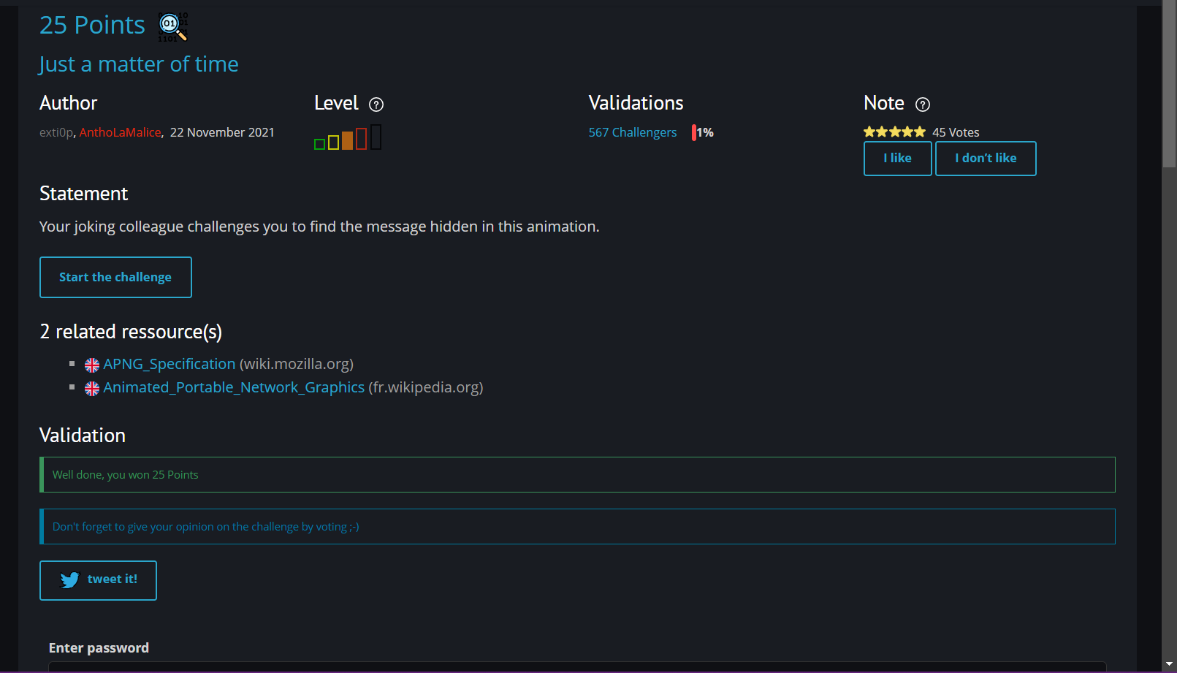 25 Points
Just a matter of time
Author Level Validations Note
exti0p, AnthoLaMalice, 22 November 2021 567 Challengers 1% 45 Votes
I like I don't like
Statement
Your joking colleague challenges you to find the message hidden in this animation.
Start the challenge
2 related ressource(s)
APNG_Specification (wiki.mozilla.org)
Animated_Portable_Network_Graphics (fr.wikipedia.org)
Validation
Well done, you won 25 Points
Don't forget to give your opinion on the challenge by voting ;-)
tweet it!
Enter password